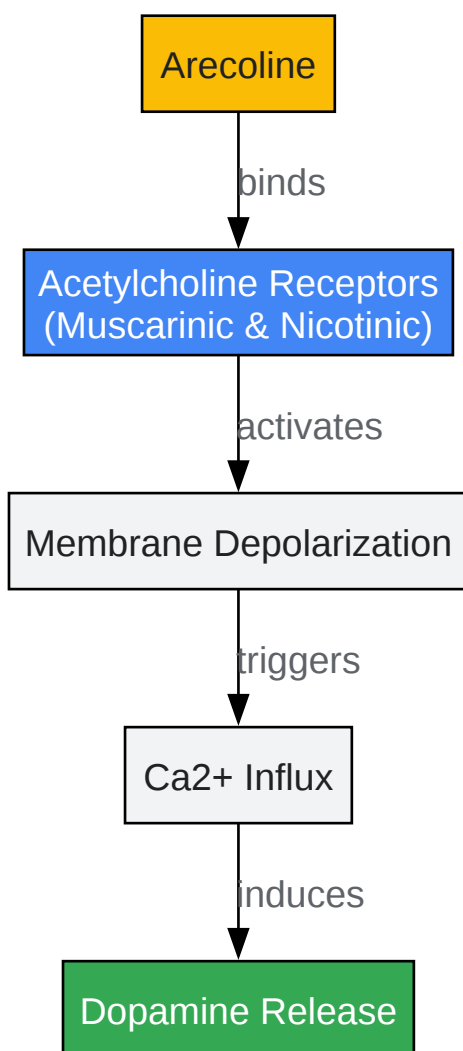 Arecoline
binds
Acetylcholine Receptors
(Muscarinic & Nicotinic)
activates
Membrane Depolarization
triggers
Ca2+ Influx
induces
Dopamine Release